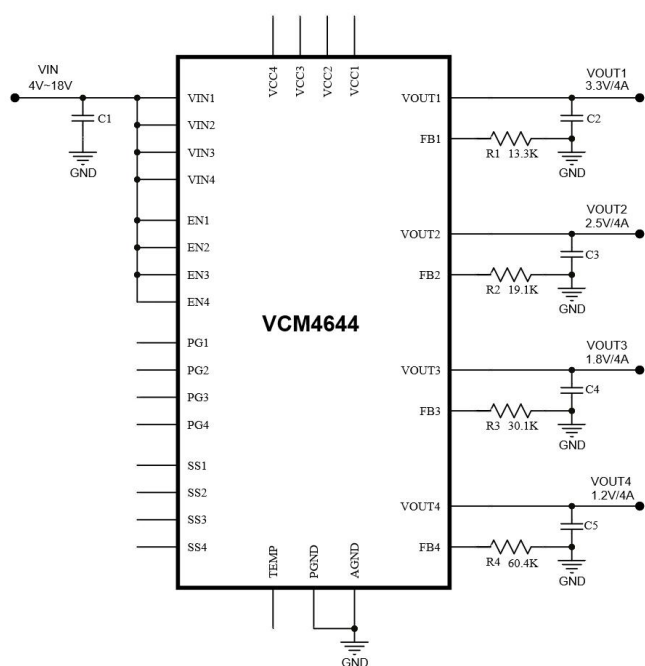 VCC4
VCC3
VCC2
VCC1
VIN
4V~18V
C1
GND
VIN1
VIN2
VIN3
VIN4
EN1
EN2
EN3
EN4
PG1
PG2
PG3
PG4
SS1
SS2
SS3
SS4
VCM4644
TEMP
PGND
AGND
GND
VOUT1
FB1
R1 13.3K
VOUT1
3.3V/4A
C2
GND
VOUT2
FB2
R2 19.1K
VOUT2
2.5V/4A
C3
GND
VOUT3
FB3
R3 30.1K
VOUT3
1.8V/4A
C4
GND
VOUT4
FB4
R4 60.4K
VOUT4
1.2V/4A
C5
GND